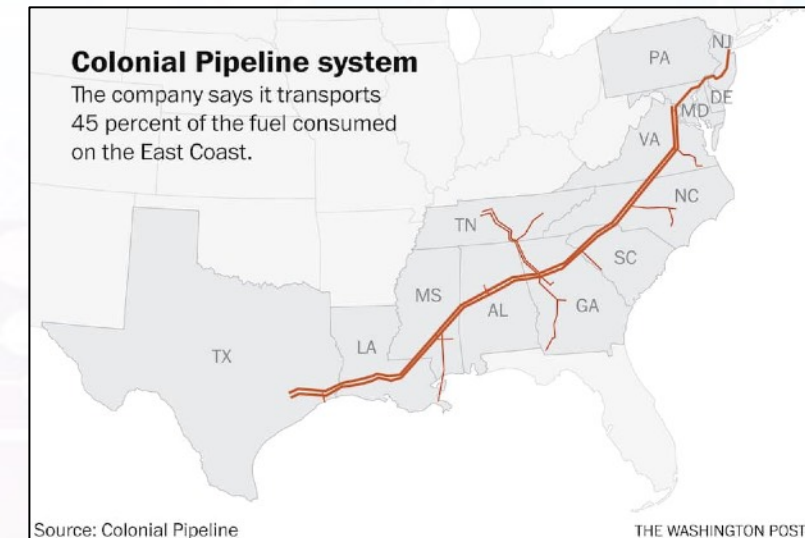 Colonial Pipeline system
The company says it transports
45 percent of the fuel consumed
on the East Coast.
NJ
PA
DE
MD
VA
NC
TN
SC
MS
AL
GA
LA
TX
Source: Colonial Pipeline
THE WASHINGTON POST